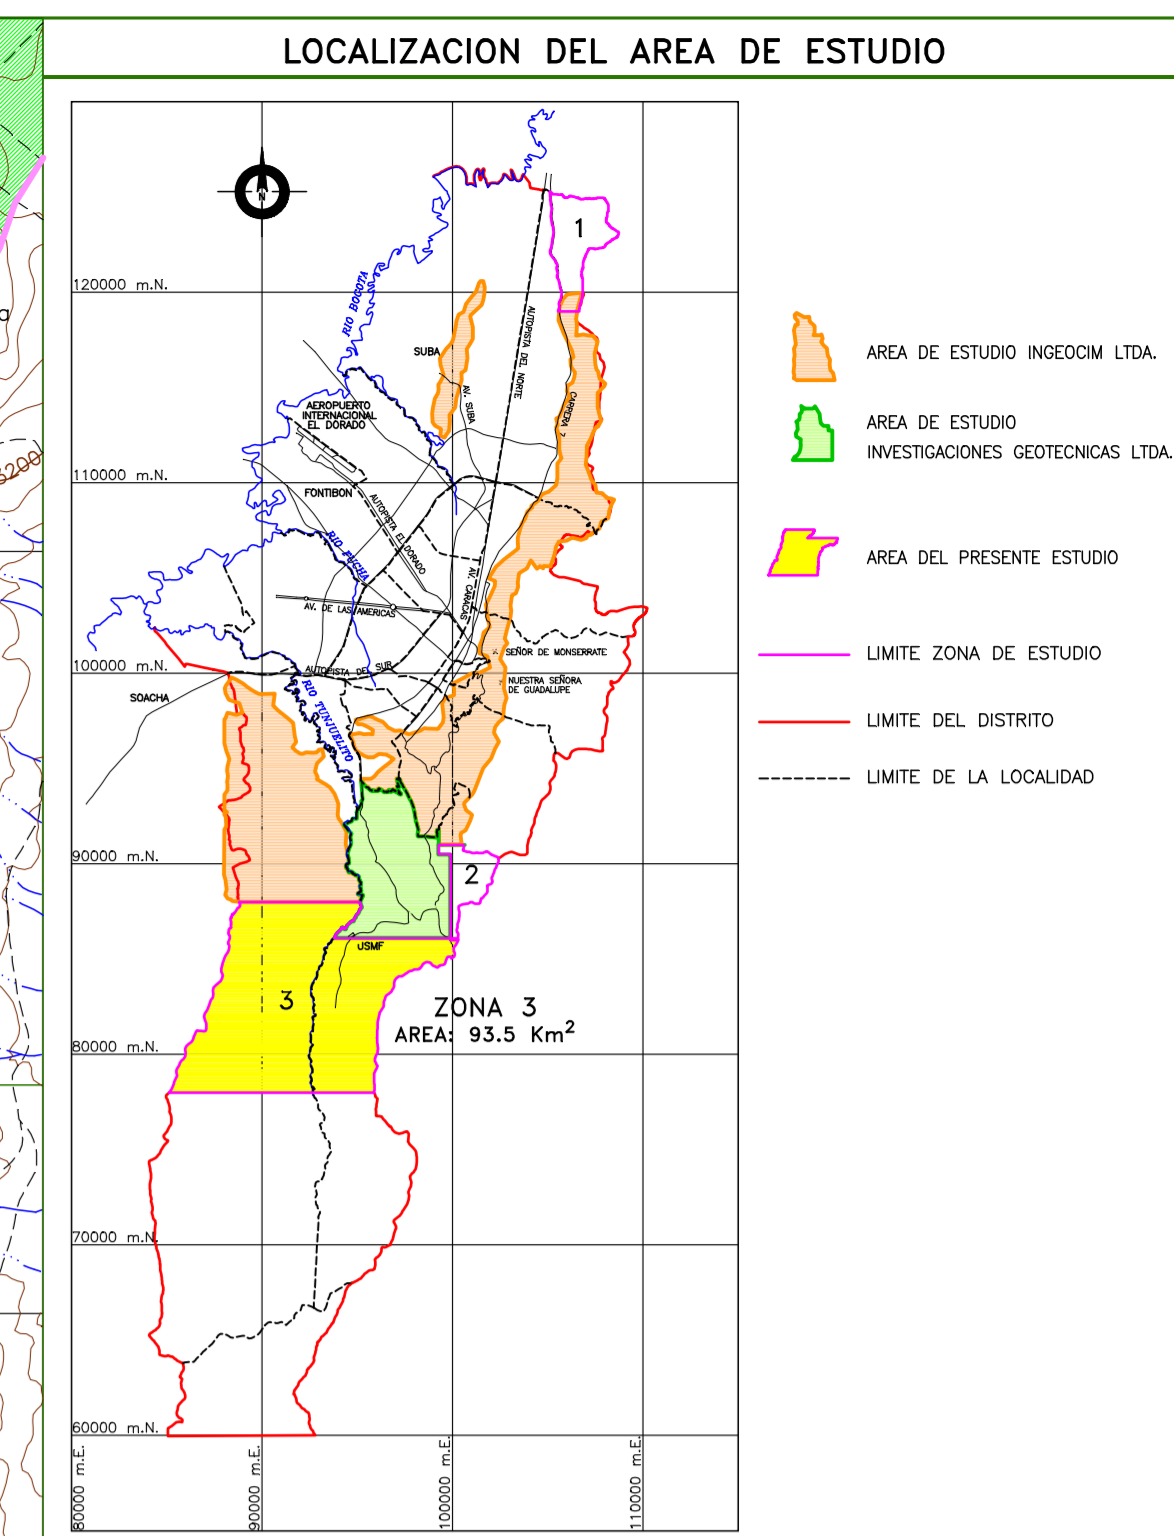 LOCALIZACION DEL AREA DE ESTUDIO
N
1
120000 m.N.
RIO BOGOTA
AUTOPISTA DEL NORTE
SUBA
AV. SUBA
CARRERA 7
AEROPUERTO
INTERNACIONAL
EL DORADO
110000 m.N.
FONTIBON
AUTOPISTA EL DORADO
RIO FUCHA
AV. CARACAS
AV. DE LAS AMERICAS
SEÑOR DE MONSERRATE
100000 m.N.
AUTOPISTA DEL SUR
NUESTRA SEÑORA
DE GUADALUPE
SOACHA
RIO TUNJUELITO
90000 m.N.
2
USMF
3
ZONA 3
AREA: 93.5 Km²
80000 m.N.
70000 m.N.
60000 m.N.
80000 m.E.
90000 m.E.
100000 m.E.
110000 m.E.
AREA DE ESTUDIO INGEOCIM LTDA.
AREA DE ESTUDIO
INVESTIGACIONES GEOTECNICAS LTDA.
AREA DEL PRESENTE ESTUDIO
LIMITE ZONA DE ESTUDIO
LIMITE DEL DISTRITO
LIMITE DE LA LOCALIDAD
3200
a